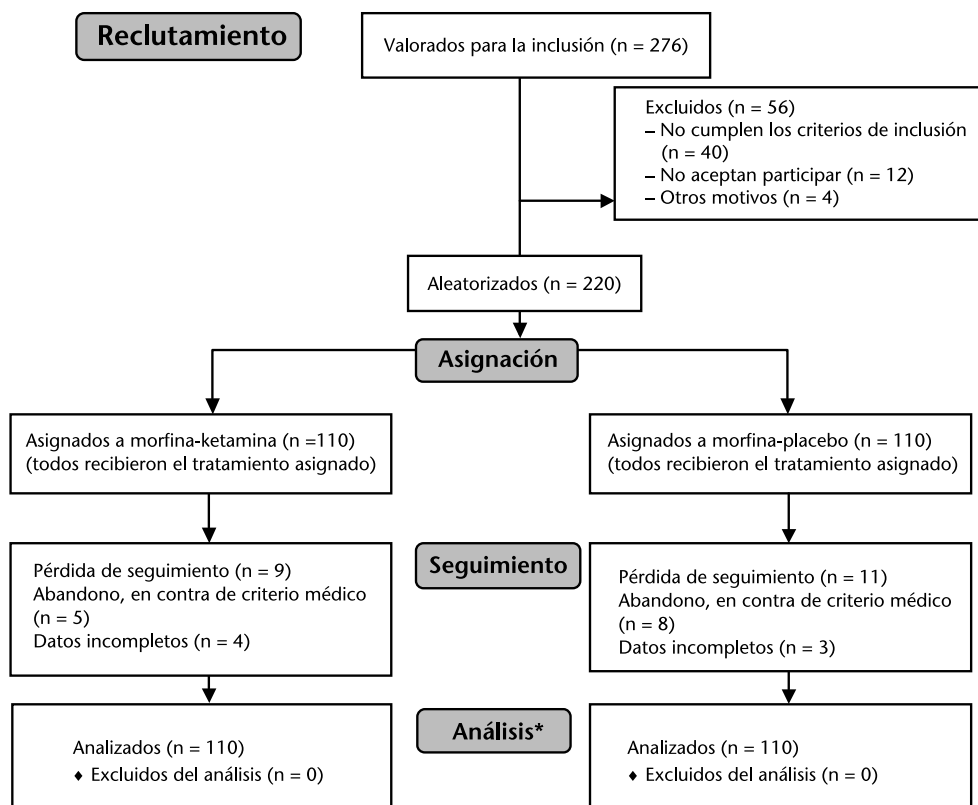 Reclutamiento
Valorados para la inclusión (n = 276)
Excluidos (n = 56)
– No cumplen los criterios de inclusión
(n = 40)
– No aceptan participar (n = 12)
– Otros motivos (n = 4)
Aleatorizados (n = 220)
Asignación
Asignados a morfina-ketamina (n =110)
(todos recibieron el tratamiento asignado)
Asignados a morfina-placebo (n = 110)
(todos recibieron el tratamiento asignado)
Seguimiento
Pérdida de seguimiento (n = 9)
Abandono, en contra de criterio médico
(n = 5)
Datos incompletos (n = 4)
Pérdida de seguimiento (n = 11)
Abandono, en contra de criterio médico
(n = 8)
Datos incompletos (n = 3)
Análisis*
Analizados (n = 110)
♦ Excluidos del análisis (n = 0)
Analizados (n = 110)
♦ Excluidos del análisis (n = 0)